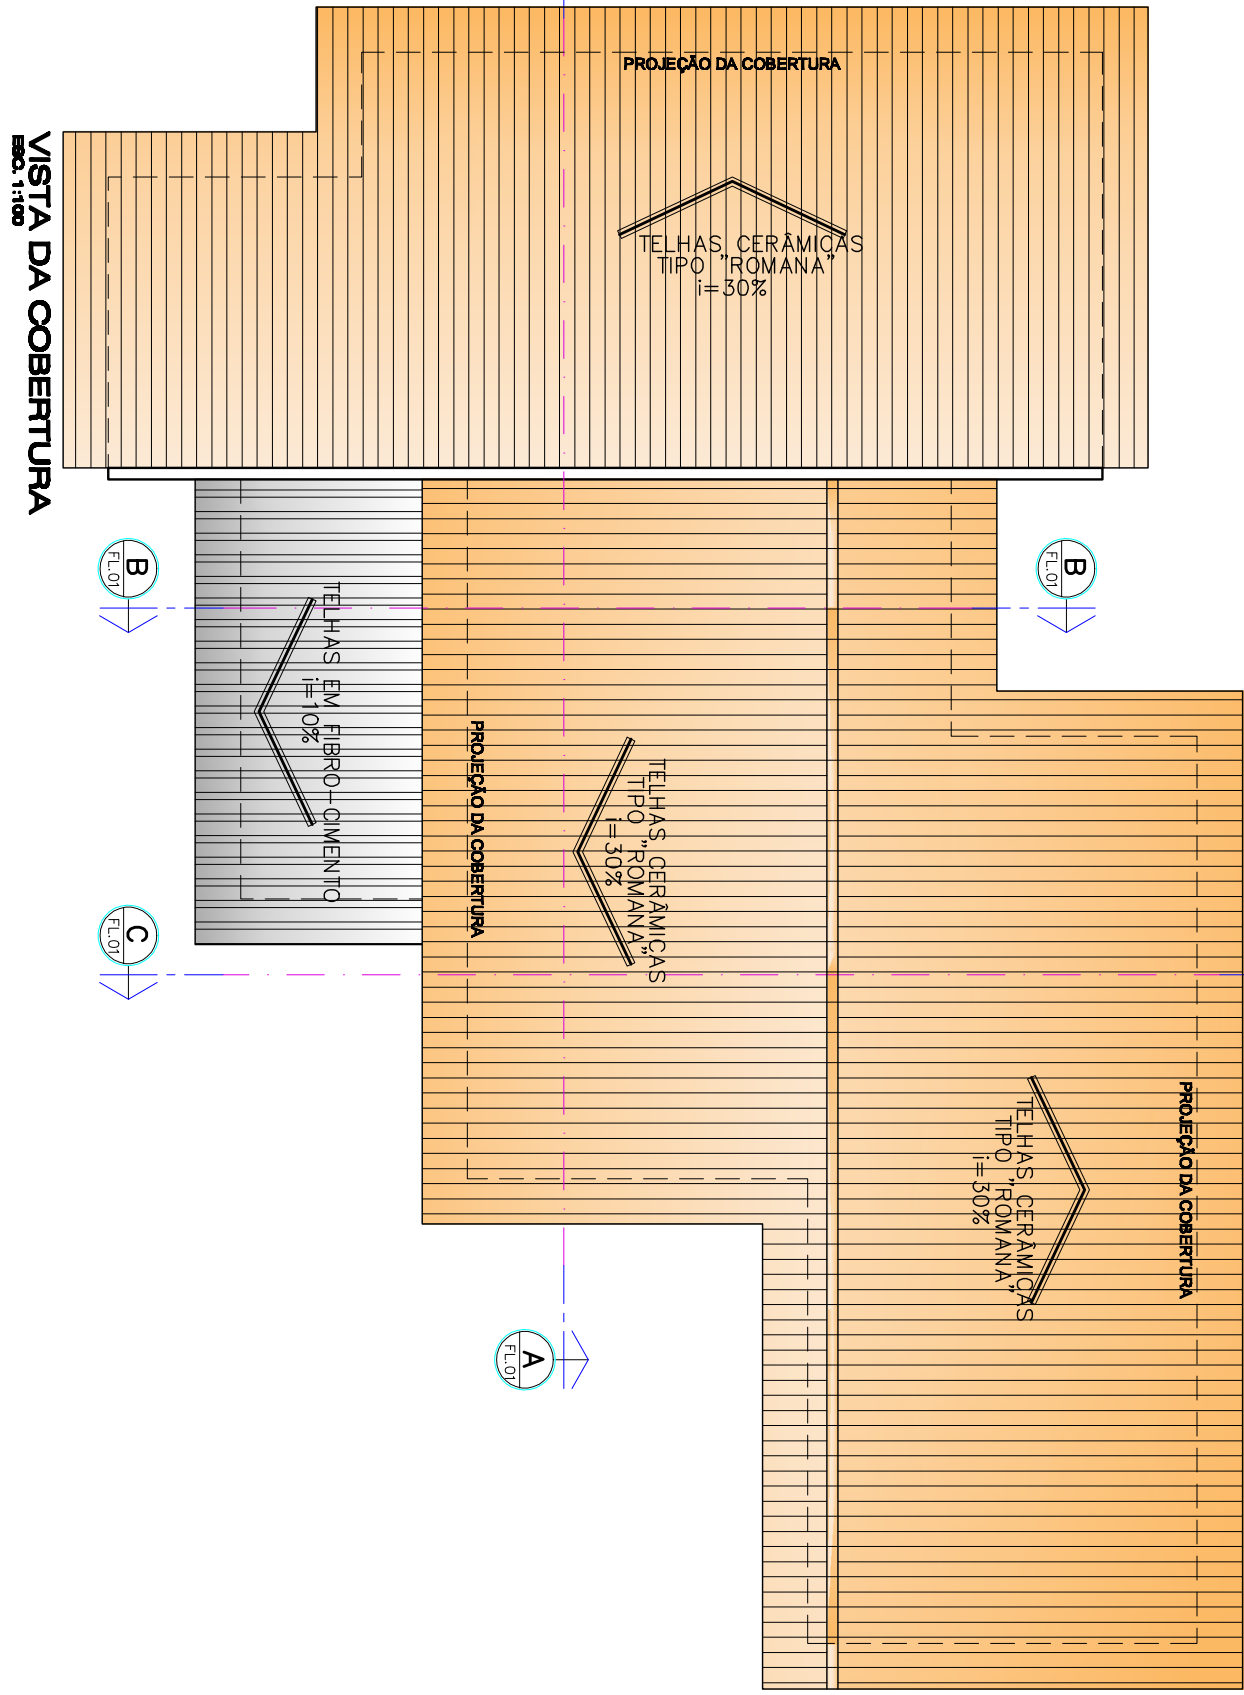 PROJEÇÃO DA COBERTURA
TELHAS CERÂMICAS
TIPO "ROMANA"
i=30%
VISTA DA COBERTURA
ESC. 1:100
B
FL.01
B
FL.01
TELHAS EM FIBRO-CIMENTO
i=10%
PROJEÇÃO DA COBERTURA
TELHAS CERÂMICAS
TIPO "ROMANA"
i=30%
C
FL.01
PROJEÇÃO DA COBERTURA
TELHAS CERÂMICAS
TIPO "ROMANA"
i=30%
A
FL.01